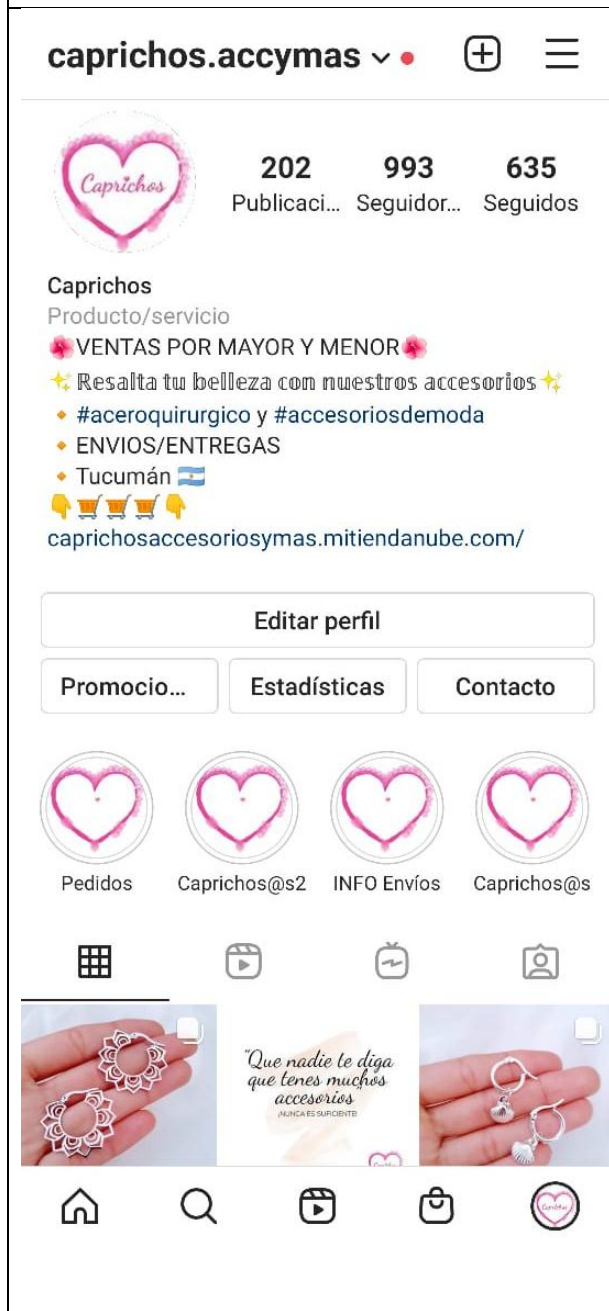 caprichos.accymas
Caprichos
202 993 635
Publicaci... Seguidor... Seguidos
Caprichos
Producto/servicio
🌺VENTAS POR MAYOR Y MENOR🌺
✨ℝ𝕖𝕤𝕒𝕝𝕥𝕒 𝕥𝕦 𝕓𝕖𝕝𝕝𝕖𝕫𝕒 𝕔𝕠𝕟 𝕟𝕦𝕖𝕤𝕥𝕣𝕠𝕤 𝕒𝕔𝕔𝕖𝕤𝕠𝕣𝕚𝕠𝕤✨
🔸#aceroquirurgico y #accesoriosdemoda
🔸ENVIOS/ENTREGAS
🔸Tucumán 🇦🇷
👇🛒🛒🛒👇
caprichosaccesoriosymas.mitiendanube.com/
Editar perfil
Promocio... Estadísticas Contacto
Pedidos Caprichos@s2 INFO Envíos Caprichos@s
"Que nadie te diga
que tenes muchos
accesorios"
¡NUNCA ES SUFICIENTE!